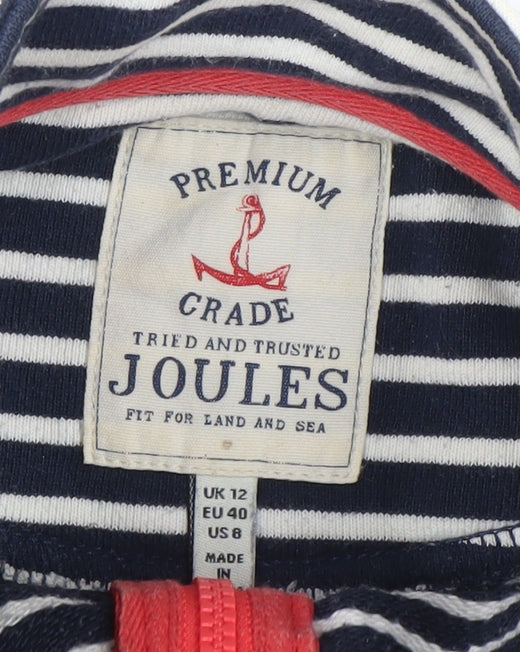 PREMIUM
GRADE
TRIED AND TRUSTED
JOULES
FIT FOR LAND AND SEA
UK 12
EU 40
US 8
MADE
IN